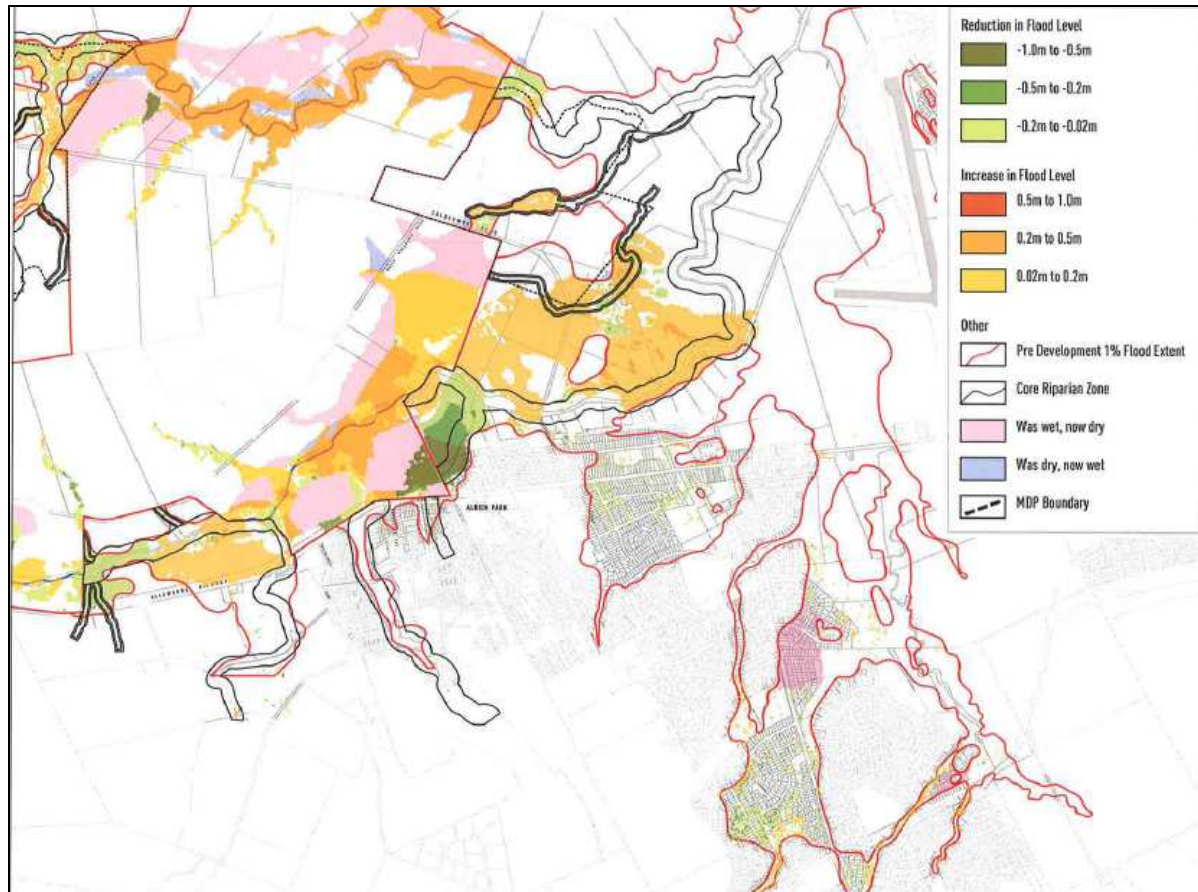 Reduction in Flood Level
-1.0m to -0.5m
-0.5m to -0.2m
-0.2m to -0.02m
Increase in Flood Level
0.5m to 1.0m
0.2m to 0.5m
0.02m to 0.2m
Other
Pre Development 1% Flood Extent
Core Riparian Zone
Was wet, now dry
Was dry, now wet
MDP Boundary
ALBION PARK